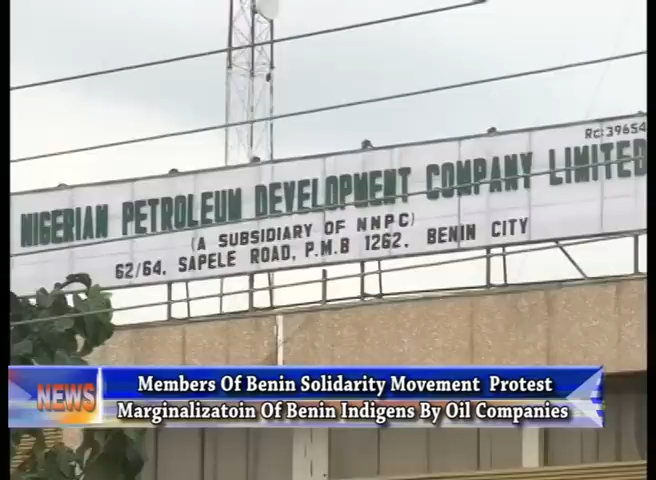 Rc:39654
NIGERIAN PETROLEUM DEVELOPMENT COMPANY LIMITED
(A SUBSIDIARY OF NNPC)
62/64, SAPELE ROAD, P.M.B 1262. BENIN CITY
NEWS
Members Of Benin Solidarity Movement Protest
Marginalizatoin Of Benin Indigens By Oil Companies